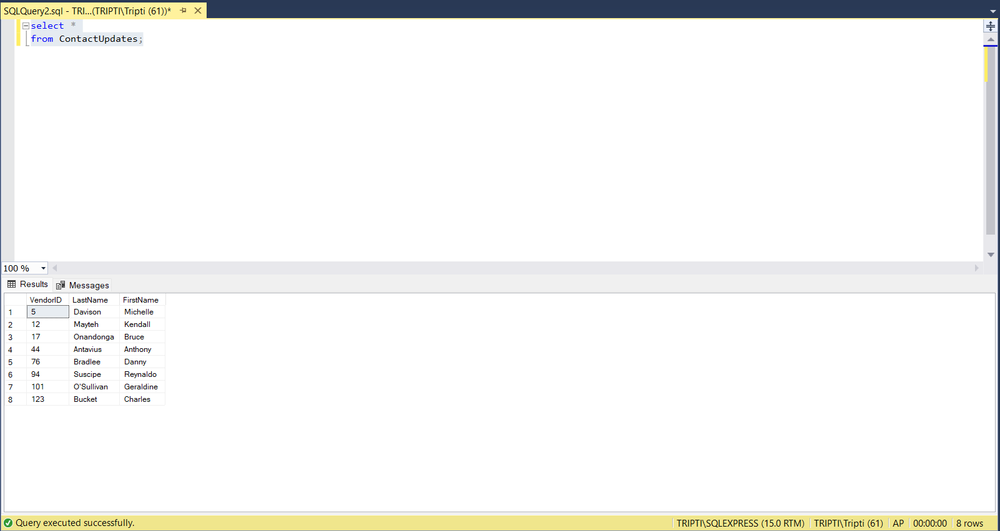 SQLQuery2.sql - TRI...(TRIPTI\Tripti (61))*
select *
from ContactUpdates;
100 %
Results Messages
VendorID LastName FirstName
1 5 Davison Michelle
2 12 Mayteh Kendall
3 17 Onandonga Bruce
4 44 Antavius Anthony
5 76 Bradlee Danny
6 94 Suscipe Reynaldo
7 101 O'Sullivan Geraldine
8 123 Bucket Charles
Query executed successfully. TRIPTI\SQLEXPRESS (15.0 RTM) TRIPTI\Tripti (61) AP 00:00:00 8 rows